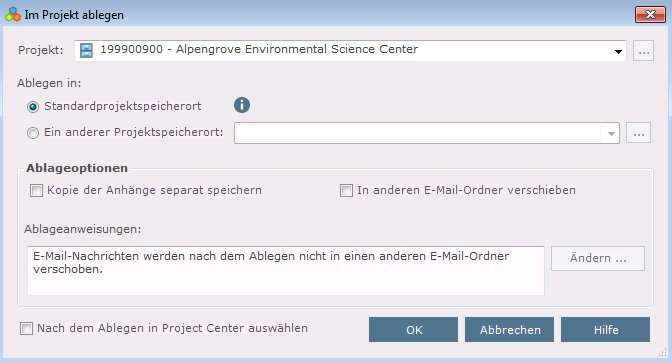 Im Projekt ablegen
Projekt: 199900900 - Alpengrove Environmental Science Center ...
Ablegen in:
Standardprojektspeicherort
Ein anderer Projektspeicherort: ...
Ablageoptionen
Kopie der Anhänge separat speichern In anderen E-Mail-Ordner verschieben
Ablageanweisungen:
E-Mail-Nachrichten werden nach dem Ablegen nicht in einen anderen E-Mail-Ordner
verschoben.
Ändern ...
Nach dem Ablegen in Project Center auswählen OK Abbrechen Hilfe